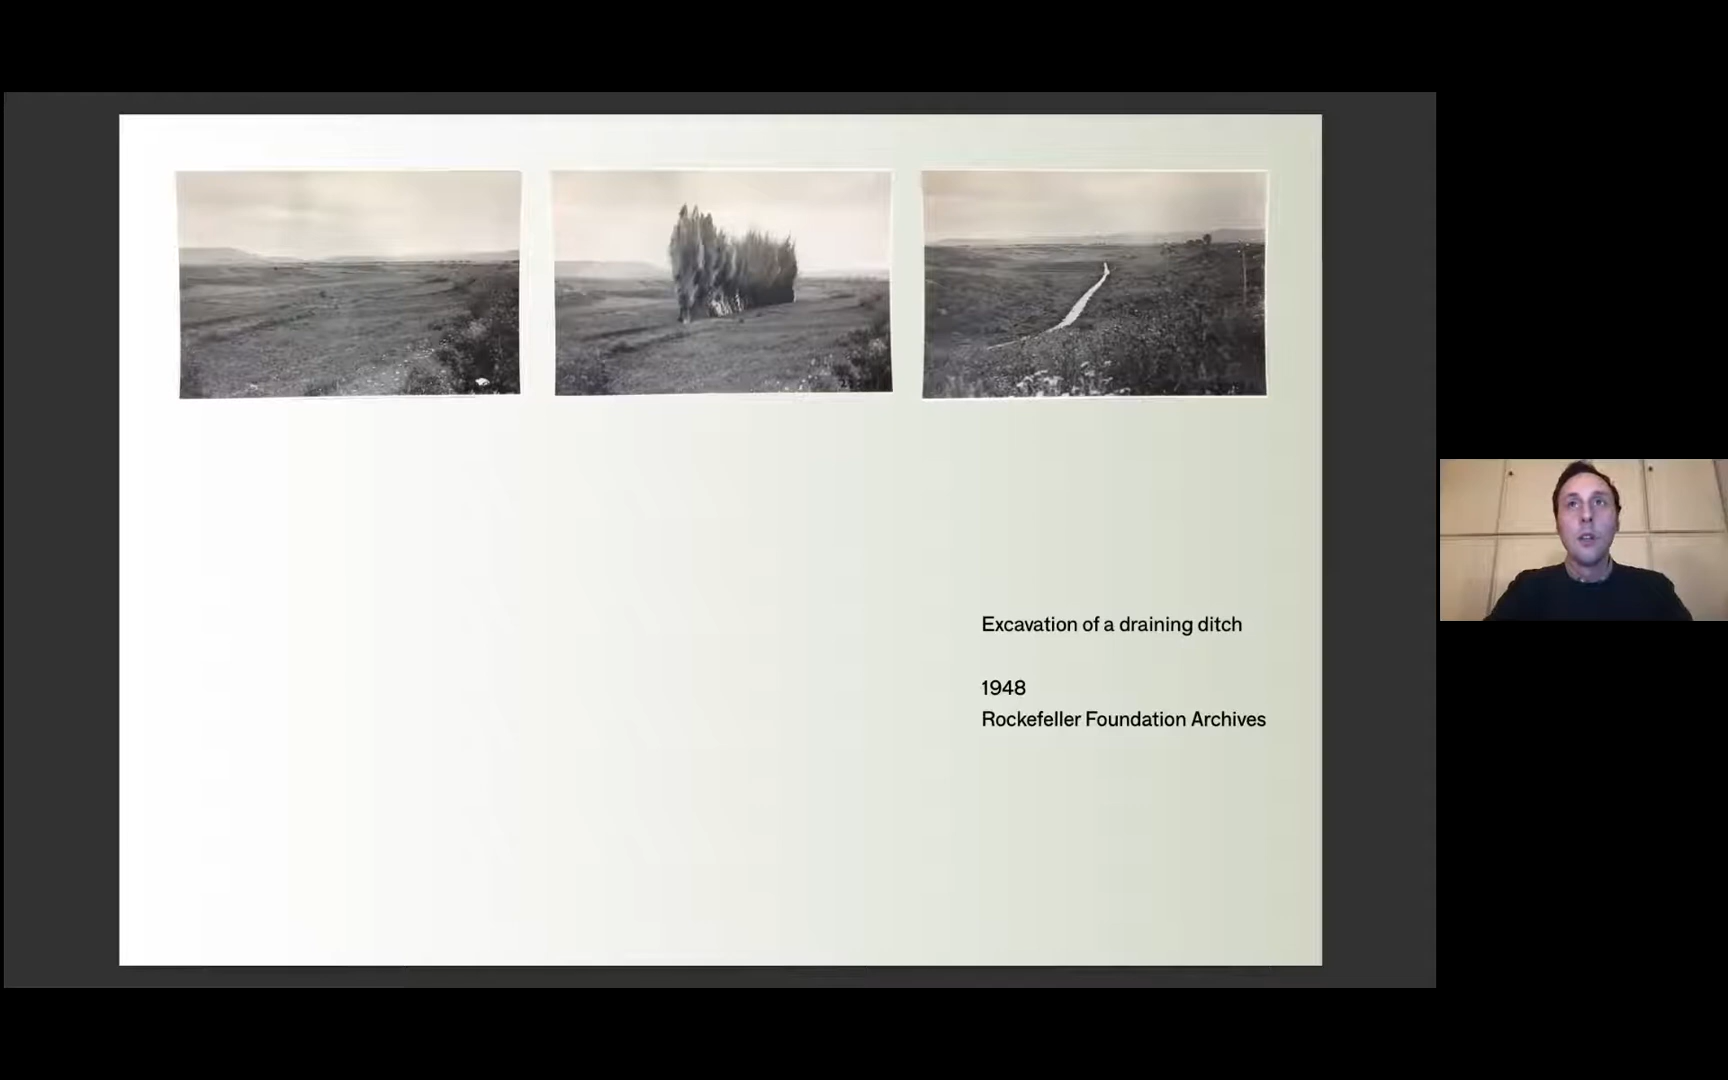 Excavation of a draining ditch
1948
Rockefeller Foundation Archives